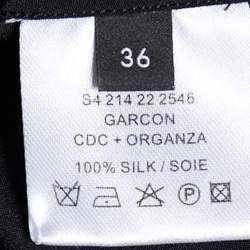 36
S4 214 22 2546
GARCON
CDC + ORGANZA
100% SILK / SOIE
P